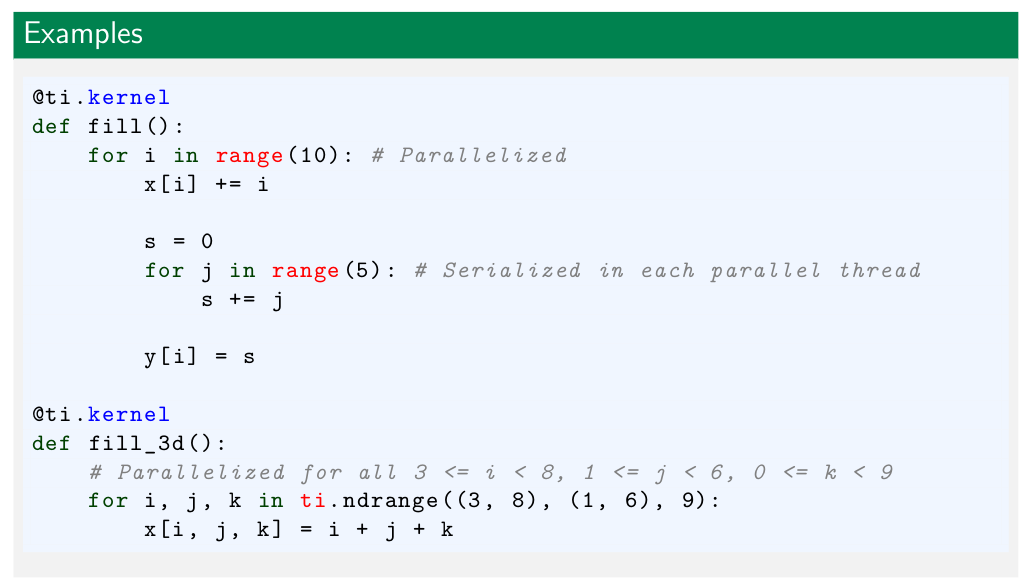 Examples
@ti.kernel
def fill():
    for i in range(10): # Parallelized
        x[i] += i

        s = 0
        for j in range(5): # Serialized in each parallel thread
            s += j

        y[i] = s

@ti.kernel
def fill_3d():
    # Parallelized for all 3 <= i < 8, 1 <= j < 6, 0 <= k < 9
    for i, j, k in ti.ndrange((3, 8), (1, 6), 9):
        x[i, j, k] = i + j + k